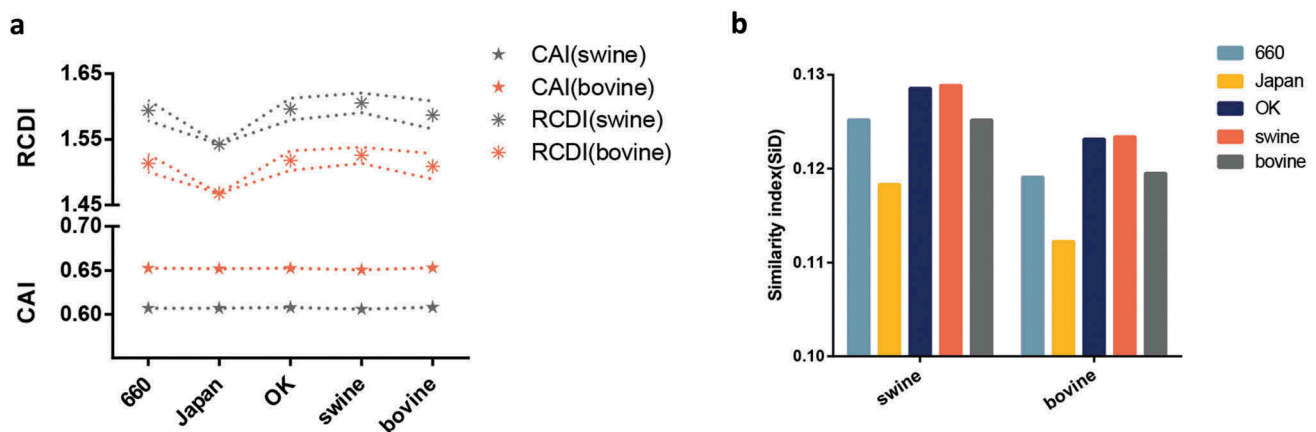 a
RCDI
1.65
1.55
1.45
CAI
0.70
0.65
0.60
660
Japan
OK
swine
bovine
CAI(swine)
CAI(bovine)
RCDI(swine)
RCDI(bovine)
b
Similarity index(SiD)
0.13
0.12
0.11
0.10
swine
bovine
660
Japan
OK
swine
bovine